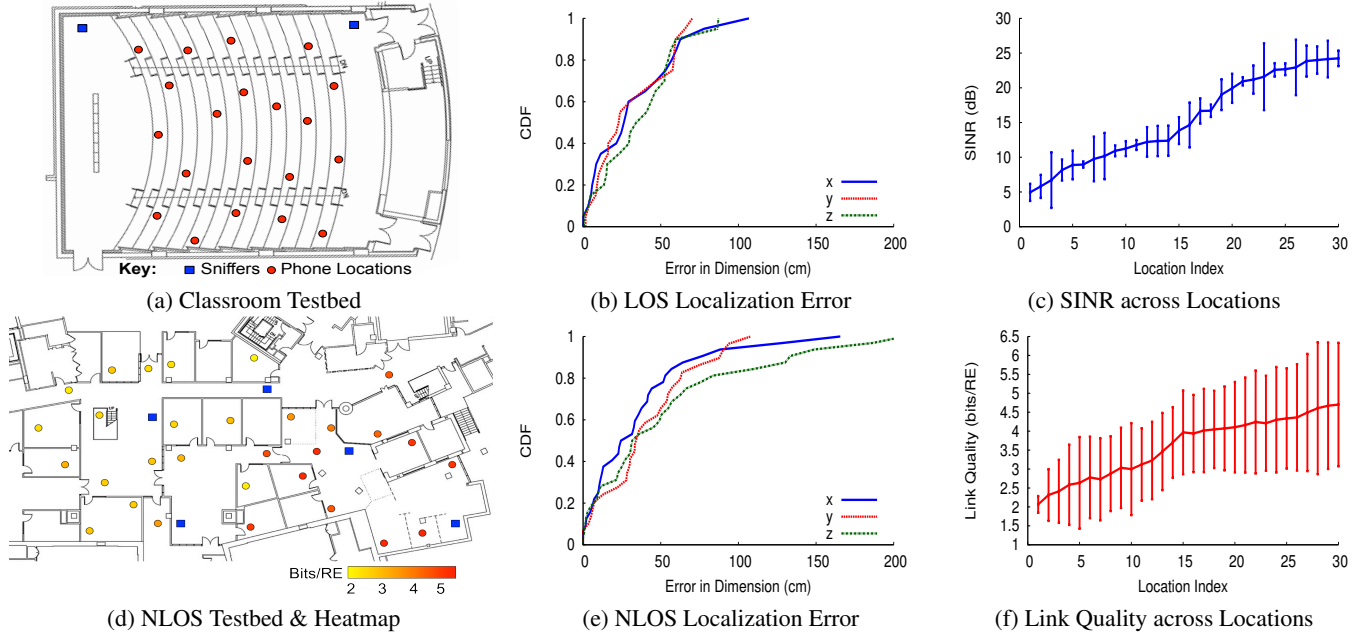 UP
DN
DN
Key: Sniffers Phone Locations
(a) Classroom Testbed
1
0.8
0.6
0.4
0.2
0
CDF
x
y
z
0 50 100 150 200
Error in Dimension (cm)
(b) LOS Localization Error
30
25
20
15
10
5
0
SINR (dB)
0 5 10 15 20 25 30
Location Index
(c) SINR across Locations
Bits/RE
2 3 4 5
(d) NLOS Testbed & Heatmap
1
0.8
0.6
0.4
0.2
0
CDF
x
y
z
0 50 100 150 200
Error in Dimension (cm)
(e) NLOS Localization Error
6.5
6
5.5
5
4.5
4
3.5
3
2.5
2
1.5
1
Link Quality (bits/RE)
0 5 10 15 20 25 30
Location Index
(f) Link Quality across Locations